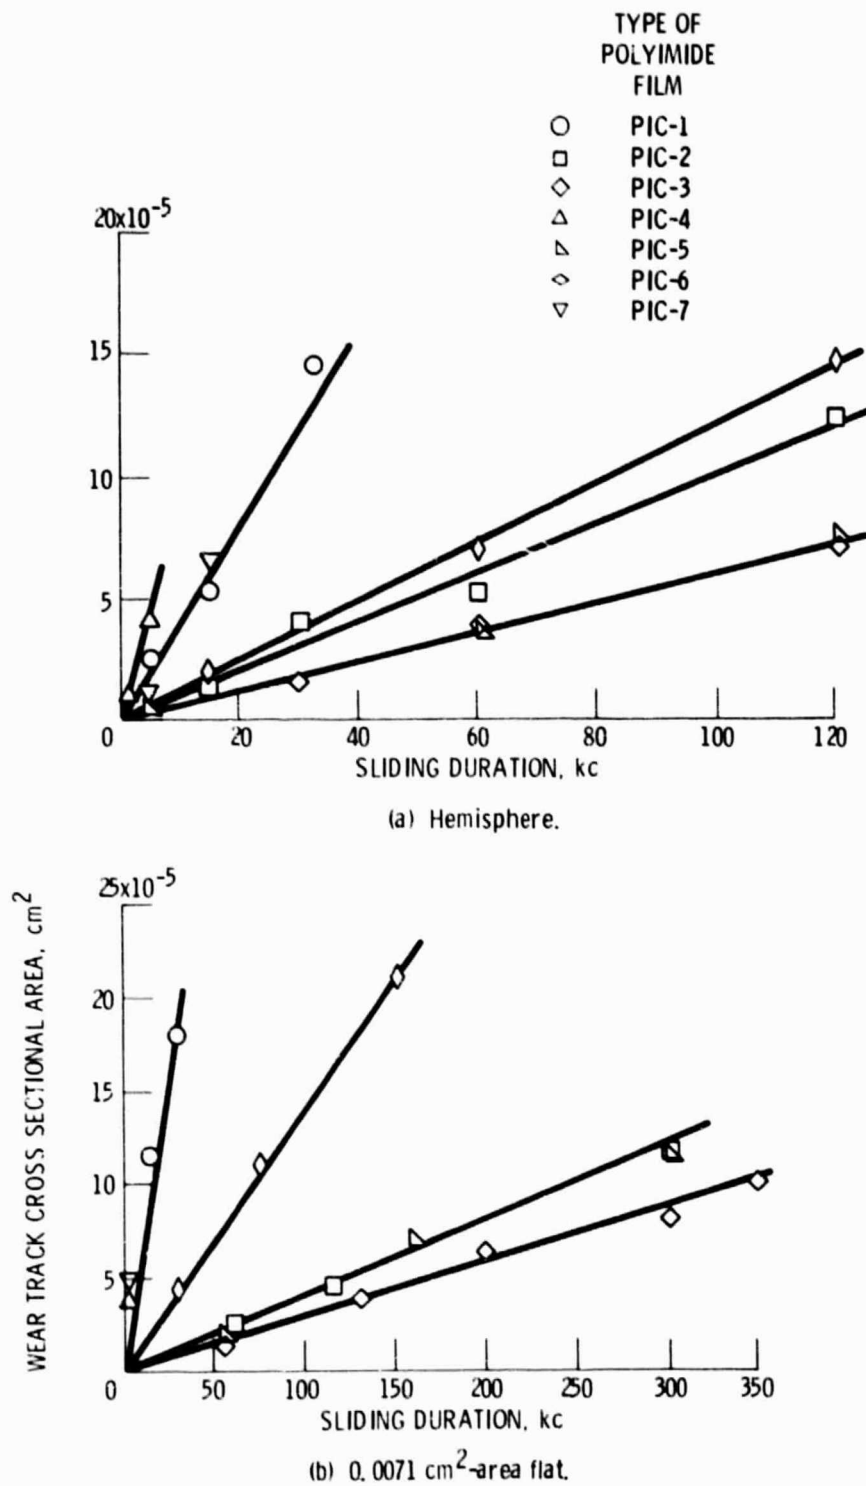 TYPE OF
POLYIMIDE
FILM
PIC-1
PIC-2
PIC-3
PIC-4
PIC-5
PIC-6
PIC-7
20x10⁻⁵
15
10
5
0 20 40 60 80 100 120
SLIDING DURATION, kc
(a) Hemisphere.
WEAR TRACK CROSS SECTIONAL AREA, cm²
25x10⁻⁵
20
15
10
5
0 50 100 150 200 250 300 350
SLIDING DURATION, kc
(b) 0.0071 cm²-area flat.